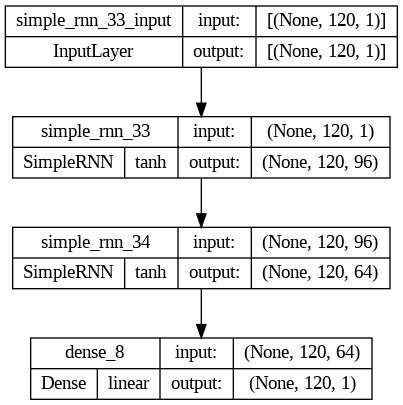 simple_rnn_33_input input: [(None, 120, 1)]
InputLayer output: [(None, 120, 1)]
simple_rnn_33 input: (None, 120, 1)
SimpleRNN tanh output: (None, 120, 96)
simple_rnn_34 input: (None, 120, 96)
SimpleRNN tanh output: (None, 120, 64)
dense_8 input: (None, 120, 64)
Dense linear output: (None, 120, 1)